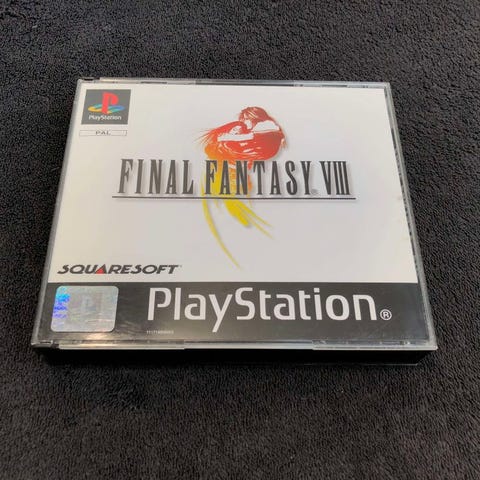 PlayStation
PAL
FINAL FANTASY VIII
SQUARESOFT
PlayStation®